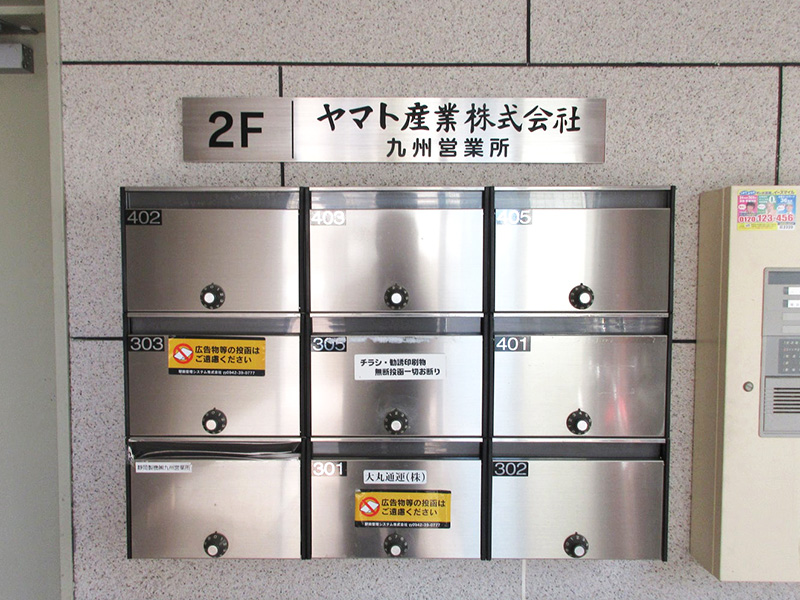 2F
ヤマト産業株式会社
九州営業所
402
403
405
303
広告物等の投函は
ご遠慮ください
305
チラシ・勧誘印刷物
無断投函一切お断り
401
301
大丸通運(株)
広告物等の投函は
ご遠慮ください
302
0120 123-456